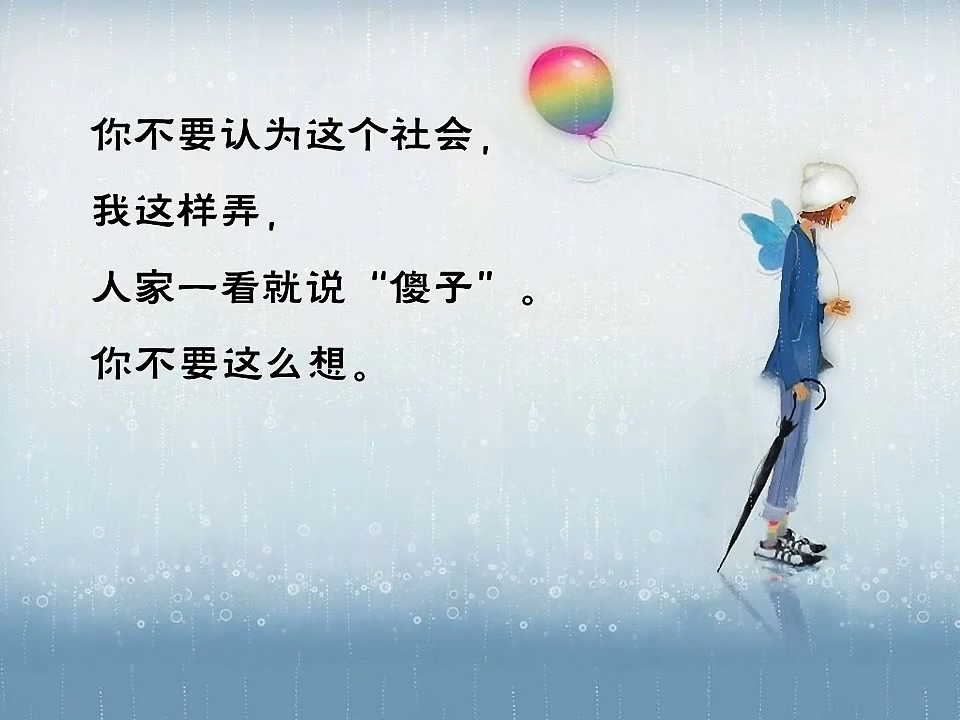 你不要认为这个社会，
我这样弄，
人家一看就说“傻予”。
你不要这么想。